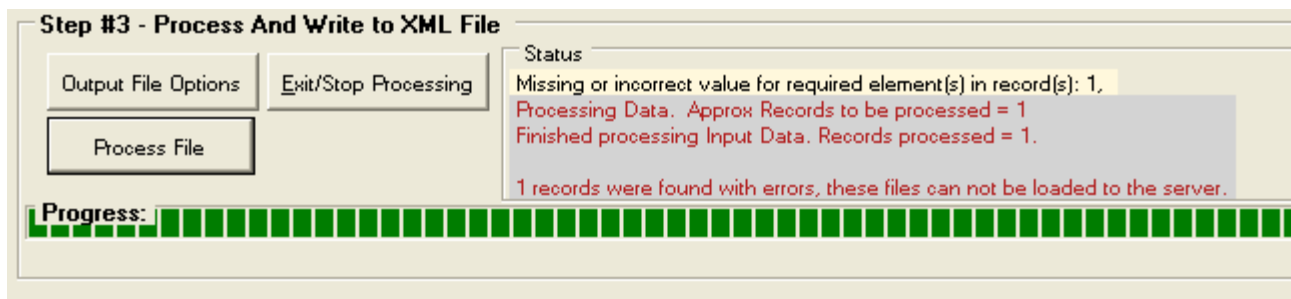 Step #3 - Process And Write to XML File
Output File Options
Exit/Stop Processing
Process File
Status
Missing or incorrect value for required element(s) in record(s): 1,
Processing Data.  Approx Records to be processed = 1
Finished processing Input Data. Records processed = 1.
1 records were found with errors, these files can not be loaded to the server.
Progress: